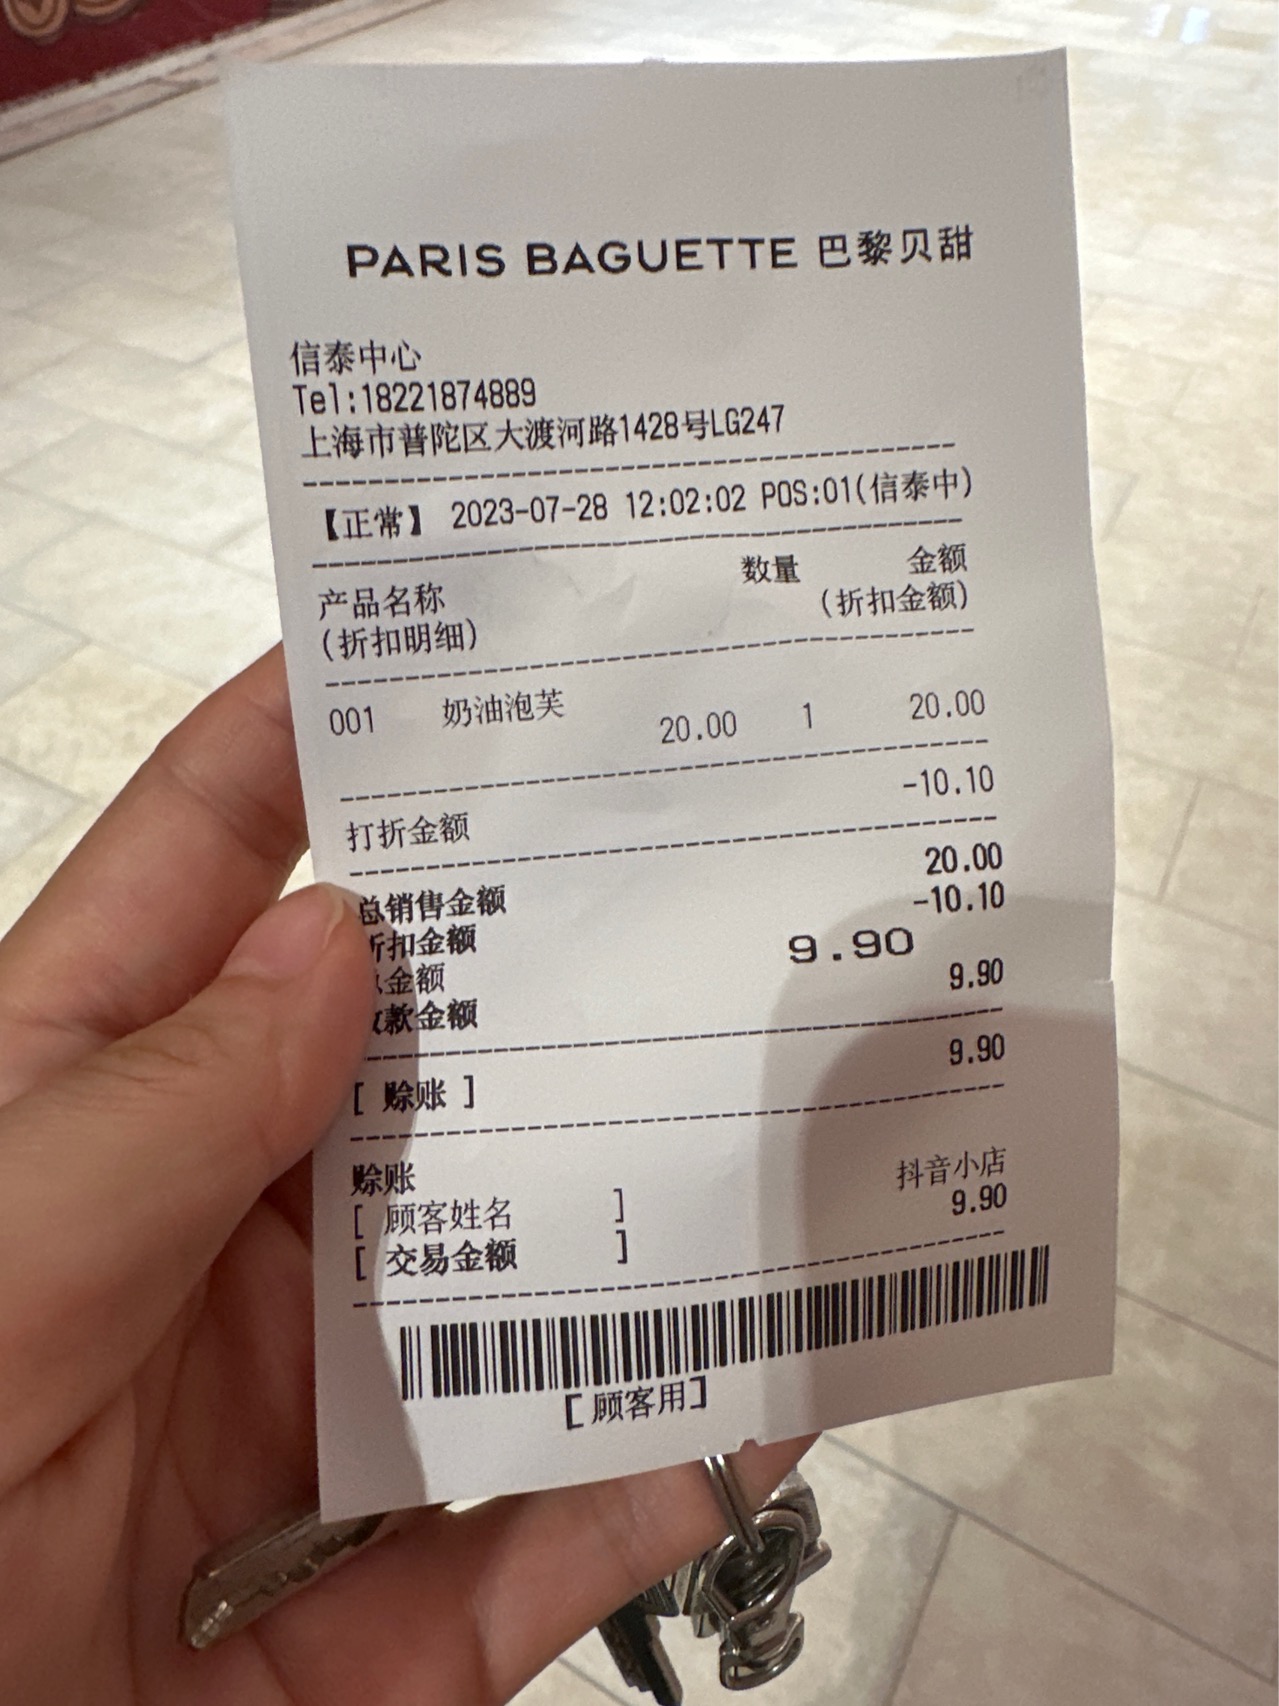 PARIS BAGUETTE 巴黎贝甜
信泰中心
Tel:18221874889
上海市普陀区大渡河路1428号LG247
【正常】 2023-07-28 12:02:02 POS:01(信泰中)
产品名称 数量 金额
(折扣明细) (折扣金额)
001 奶油泡芙 20.00 1 20.00
打折金额 -10.10
总销售金额 20.00
折扣金额 -10.10
金额 9.90
款金额 9.90
[ 赊账 ] 9.90
赊账
[ 顾客姓名 ] 抖音小店
[ 交易金额 ] 9.90
[ 顾客用]